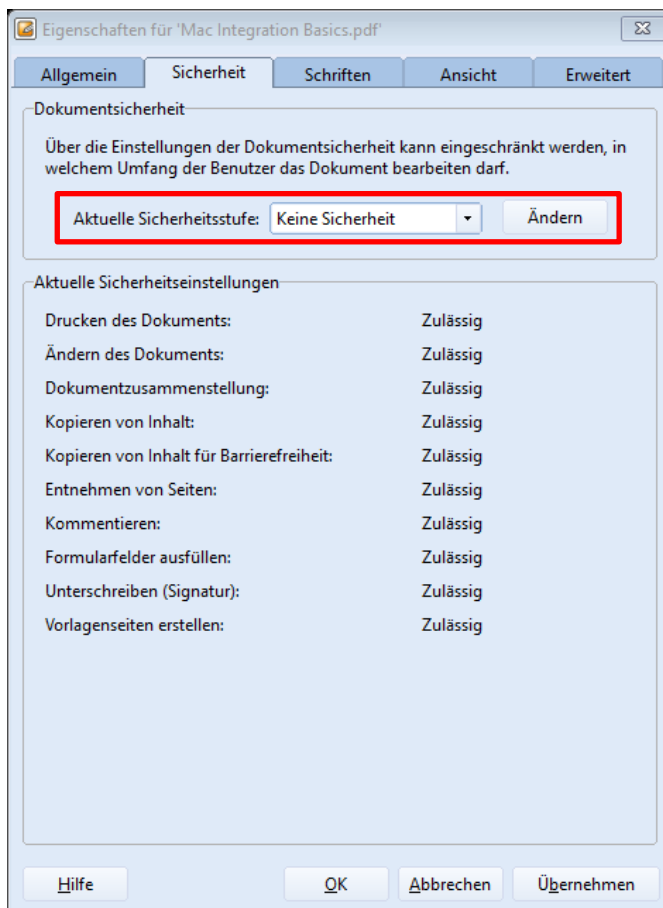 Eigenschaften für 'Mac Integration Basics.pdf'
Allgemein Sicherheit Schriften Ansicht Erweitert
Dokumentsicherheit
Über die Einstellungen der Dokumentsicherheit kann eingeschränkt werden, in
welchem Umfang der Benutzer das Dokument bearbeiten darf.
Aktuelle Sicherheitsstufe: Keine Sicherheit Ändern
Aktuelle Sicherheitseinstellungen
Drucken des Dokuments: Zulässig
Ändern des Dokuments: Zulässig
Dokumentzusammenstellung: Zulässig
Kopieren von Inhalt: Zulässig
Kopieren von Inhalt für Barrierefreiheit: Zulässig
Entnehmen von Seiten: Zulässig
Kommentieren: Zulässig
Formularfelder ausfüllen: Zulässig
Unterschreiben (Signatur): Zulässig
Vorlagenseiten erstellen: Zulässig
Hilfe OK Abbrechen Übernehmen